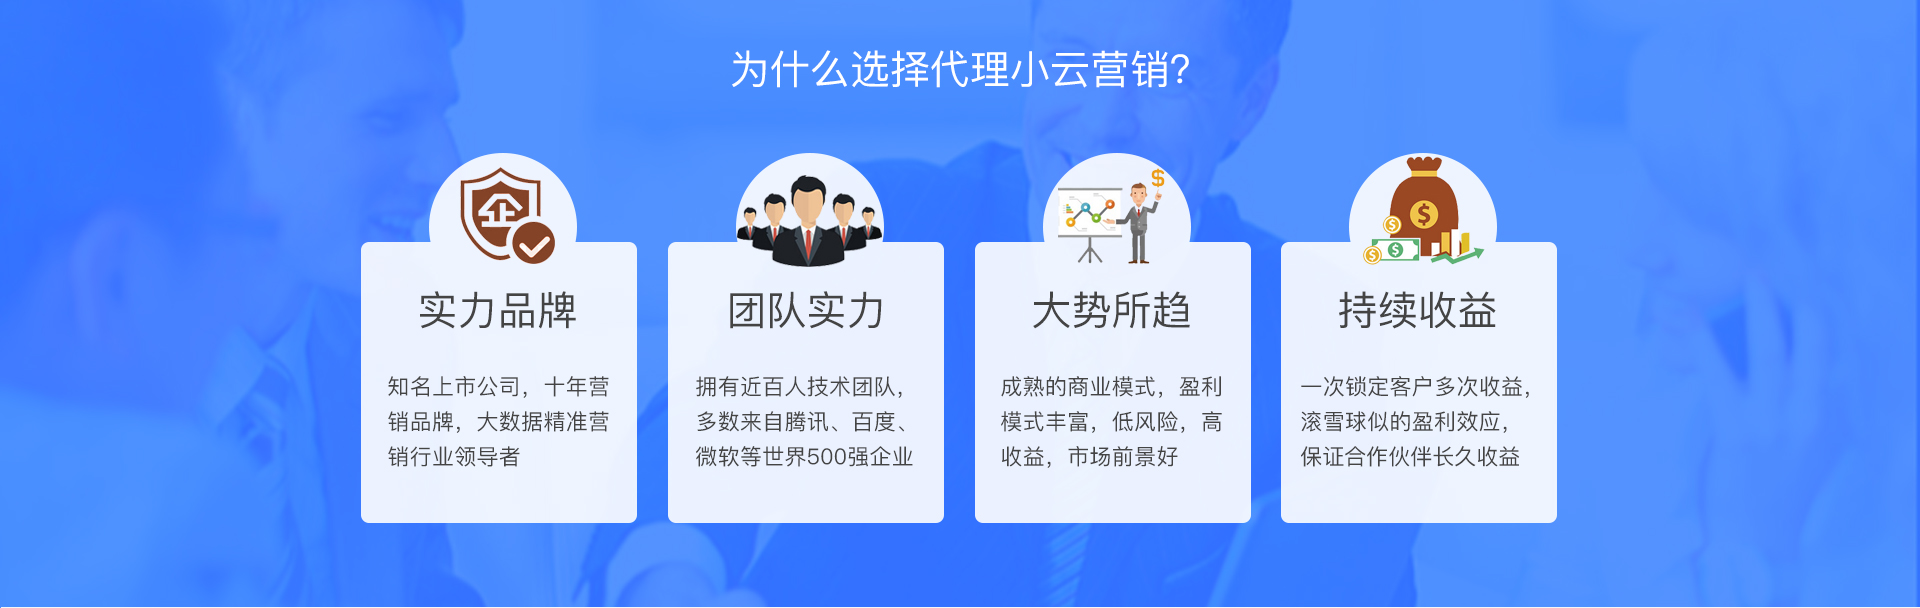 为什么选择代理小云营销?
实力品牌
知名上市公司，十年营
销品牌，大数据精准营
销行业领导者
团队实力
拥有近百人技术团队，
多数来自腾讯、百度、
微软等世界500强企业
大势所趋
成熟的商业模式，盈利
模式丰富，低风险，高
收益，市场前景好
持续收益
一次锁定客户多次收益，
滚雪球似的盈利效应，
保证合作伙伴长久收益